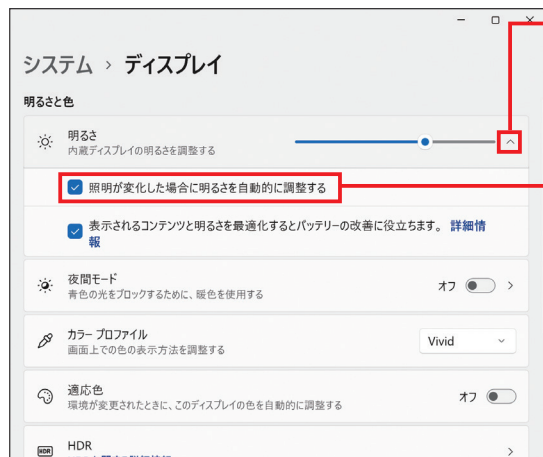 システム › ディスプレイ
明るさと色
明るさ
内蔵ディスプレイの明るさを調整する
照明が変化した場合に明るさを自動的に調整する
表示されるコンテンツと明るさを最適化するとバッテリーの改善に役立ちます。 詳細情
報
夜間モード
青色の光をブロックするために、暖色を使用する
オフ
カラー プロファイル
画面上での色の表示方法を調整する
Vivid
適応色
環境が変更されたときに、このディスプレイの色を自動的に調整する
オフ
HDR
HDR